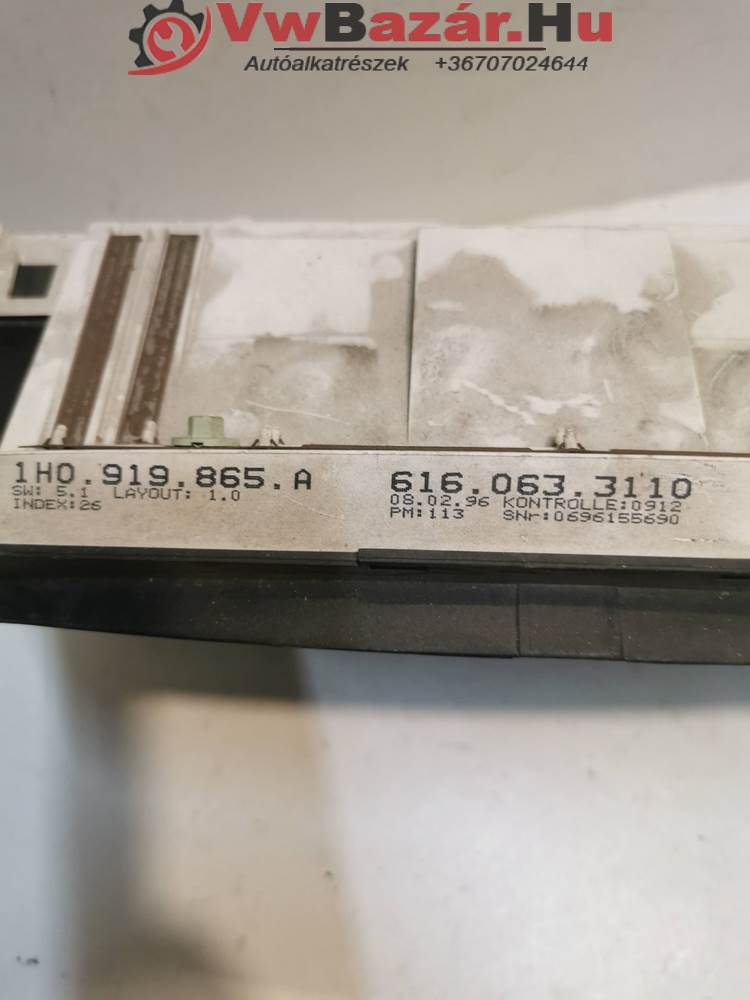 VwBazár.Hu
Autóalkatrészek +36707024644
1H0.919.865.A
SW: 5.1 LAYOUT: 1.0
INDEX:26
616.063.3110
08.02.96 KONTROLLE:0912
PM:113 SNr:0696155690